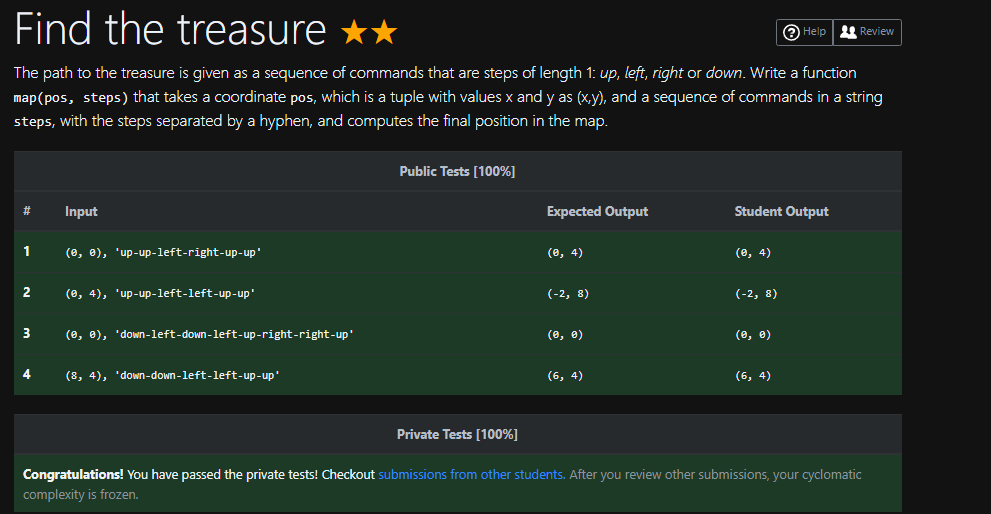 Find the treasure
Help
Review
The path to the treasure is given as a sequence of commands that are steps of length 1: up, left, right or down. Write a function
map(pos, steps) that takes a coordinate pos, which is a tuple with values x and y as (x,y), and a sequence of commands in a string
steps, with the steps separated by a hyphen, and computes the final position in the map.
Public Tests [100%]
# Input Expected Output Student Output
1 (0, 0), 'up-up-left-right-up-up' (0, 4) (0, 4)
2 (0, 4), 'up-up-left-left-up-up' (-2, 8) (-2, 8)
3 (0, 0), 'down-left-down-left-up-right-right-up' (0, 0) (0, 0)
4 (8, 4), 'down-down-left-left-up-up' (6, 4) (6, 4)
Private Tests [100%]
Congratulations! You have passed the private tests! Checkout submissions from other students. After you review other submissions, your cyclomatic
complexity is frozen.